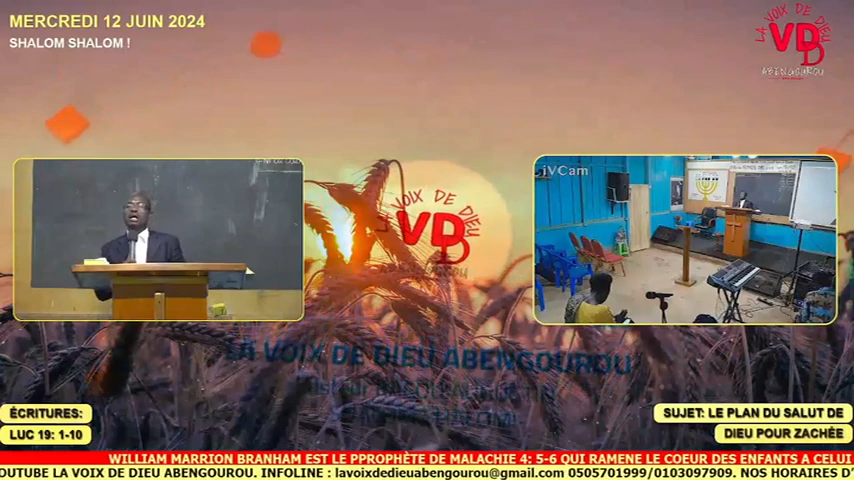 MERCREDI 12 JUIN 2024
SHALOM SHALOM !
LA VOIX DE DIEU
VDD
ABENGOUROU
iVCam
LA VOIX DE DIEU
VDD
ABENGOUROU
LA VOIX DE DIEU ABENGOUROU
ÉCRITURES:
LUC 19: 1-10
SUJET: LE PLAN DU SALUT DE
DIEU POUR ZACHÉE
WILLIAM MARRION BRANHAM EST LE PPROPHÈTE DE MALACHIE 4: 5-6 QUI RAMENE LE COEUR DES ENFANTS A CELUI
OUTUBE LA VOIX DE DIEU ABENGOUROU. INFOLINE : lavoixdedieuabengourou@gmail.com 0505701999/0103097909. NOS HORAIRES D'